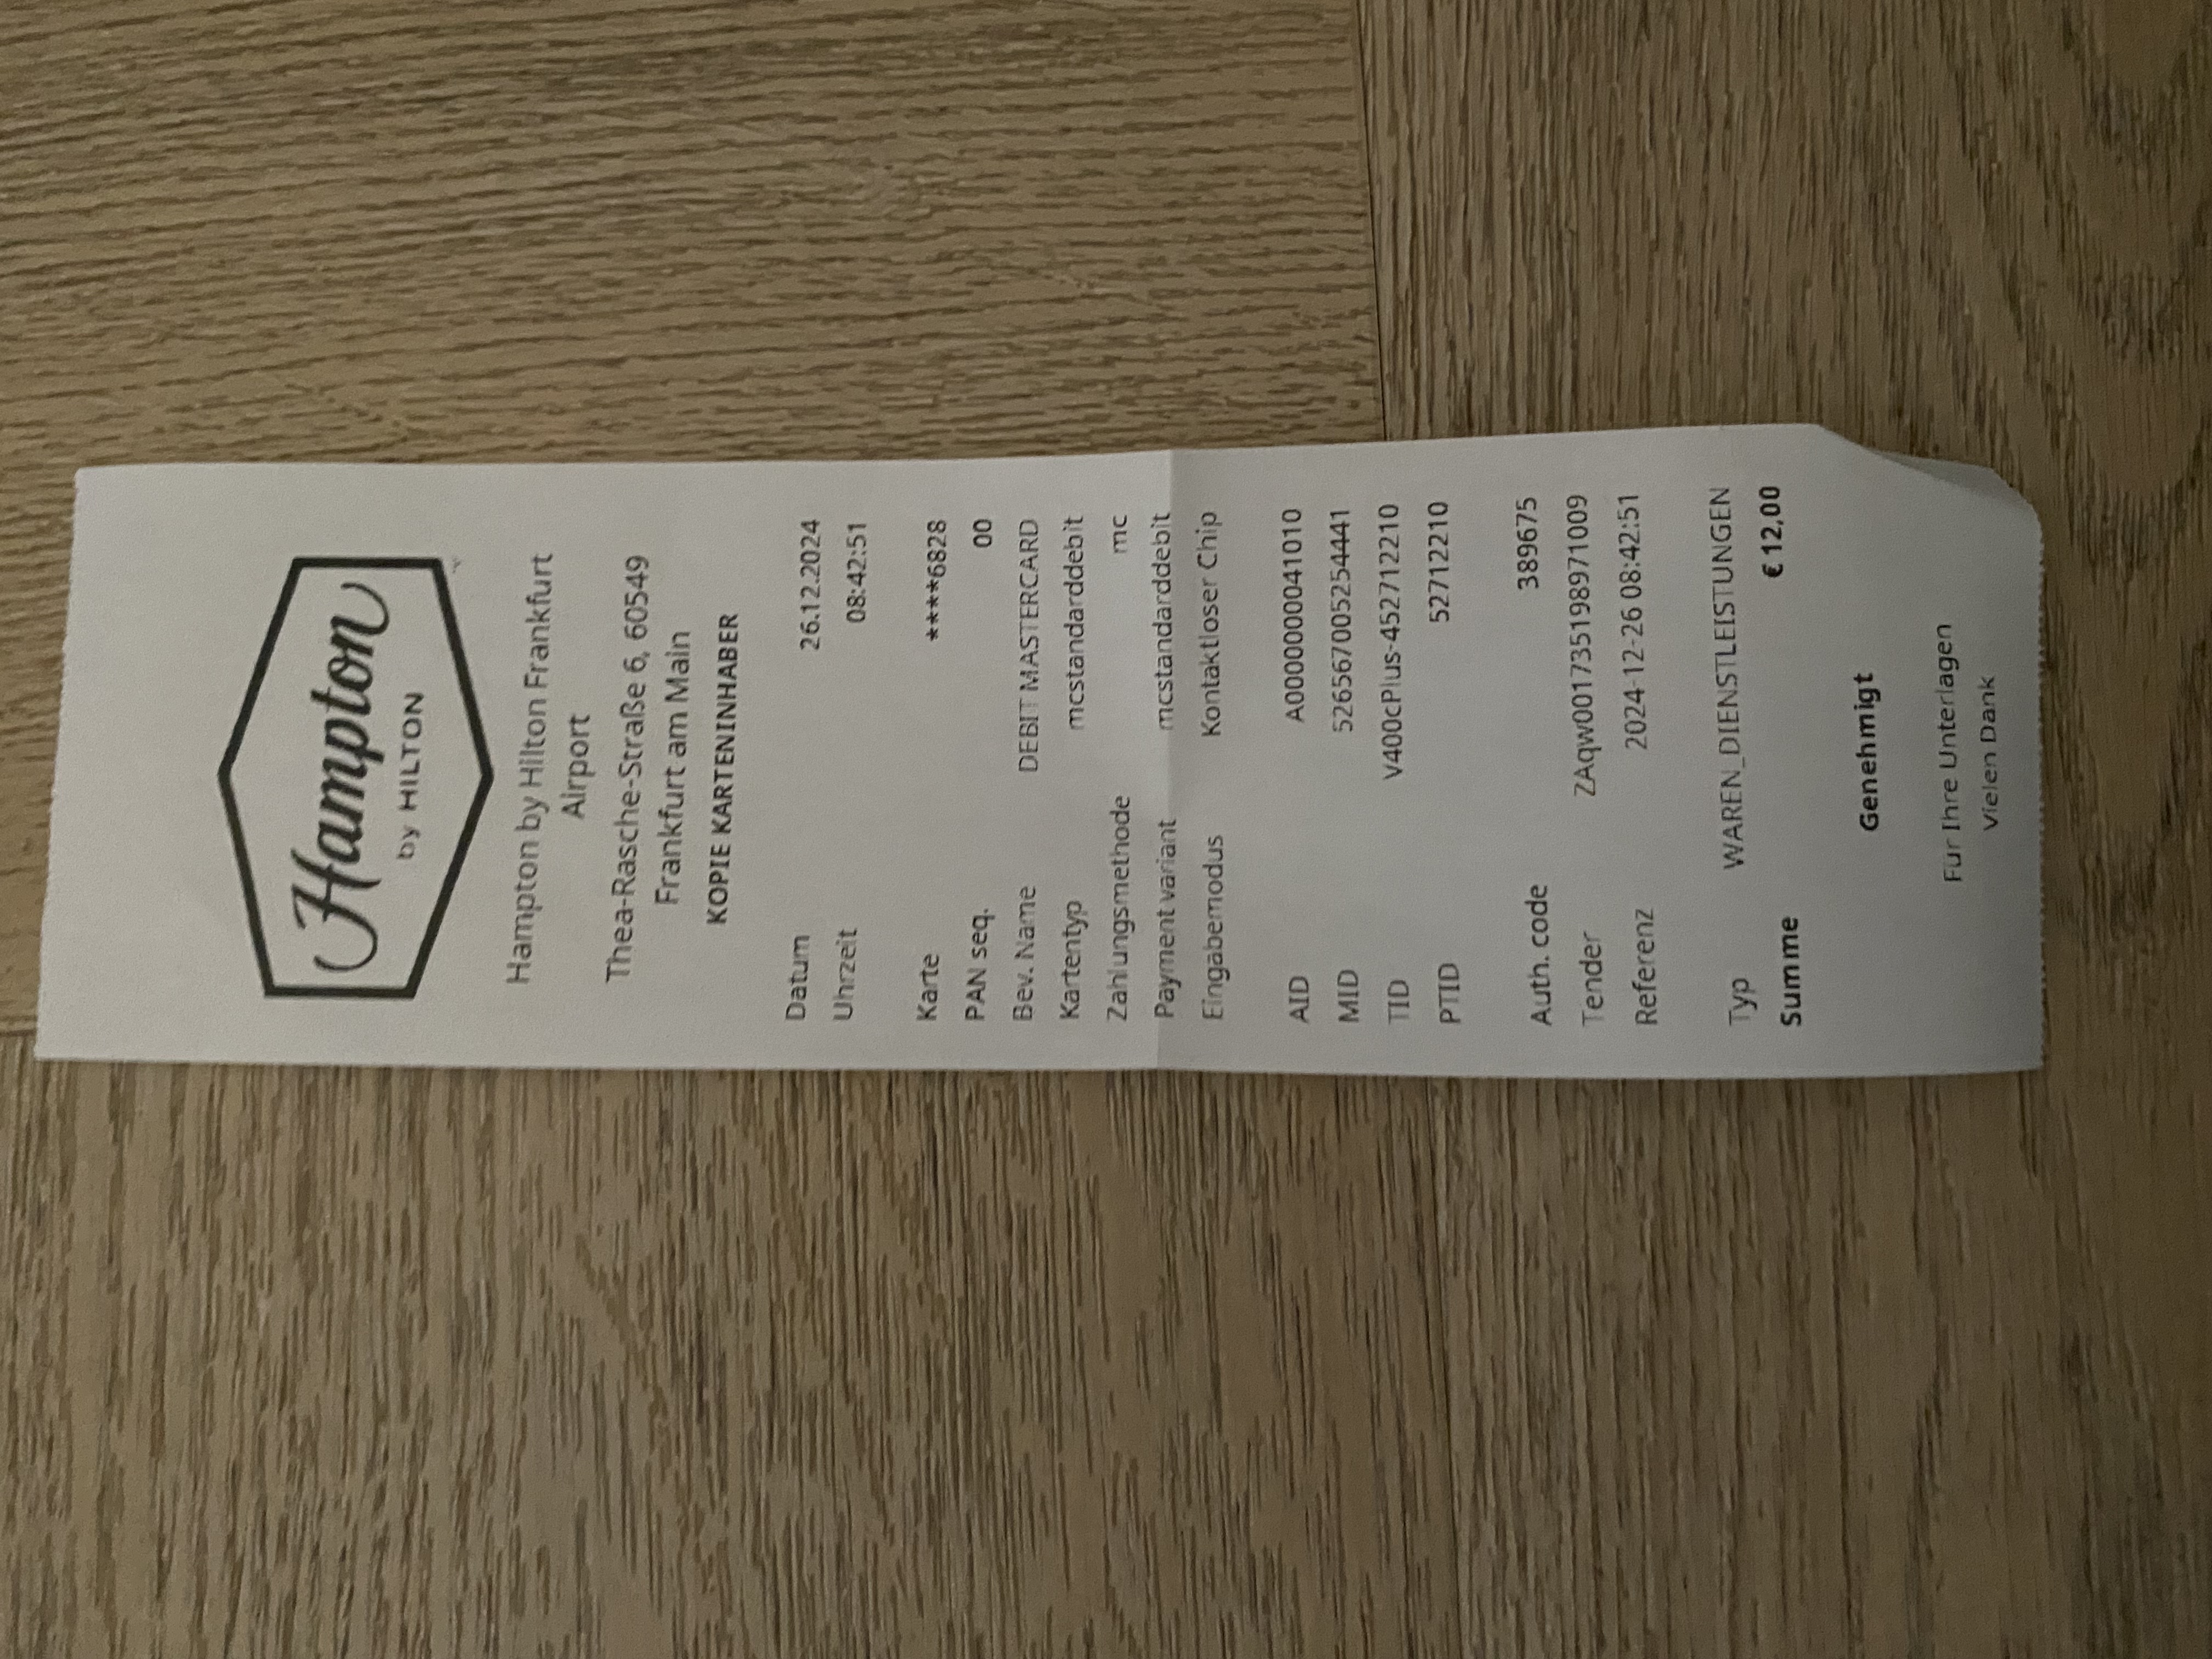 Hampton
by HILTON
Hampton by Hilton Frankfurt
Airport
Thea-Rasche-Straße 6, 60549
Frankfurt am Main
KOPIE KARTENINHABER
Datum 26.12.2024
Uhrzeit 08:42:51
Karte ****6828
PAN seq. 00
Bev. Name DEBIT MASTERCARD
Kartentyp mcstandarddebit
Zahlungsmethode mc
Payment variant mcstandarddebit
Eingabemodus Kontaktloser Chip
AID A0000000041010
MID 526567005254441
TID V400cPlus-452712210
PTID 52712210
Auth. code 389675
Tender ZAqw001735198971009
Referenz 2024-12-26 08:42:51
Typ WAREN_DIENSTLEISTUNGEN
Summe € 12,00
Genehmigt
Für Ihre Unterlagen
Vielen Dank